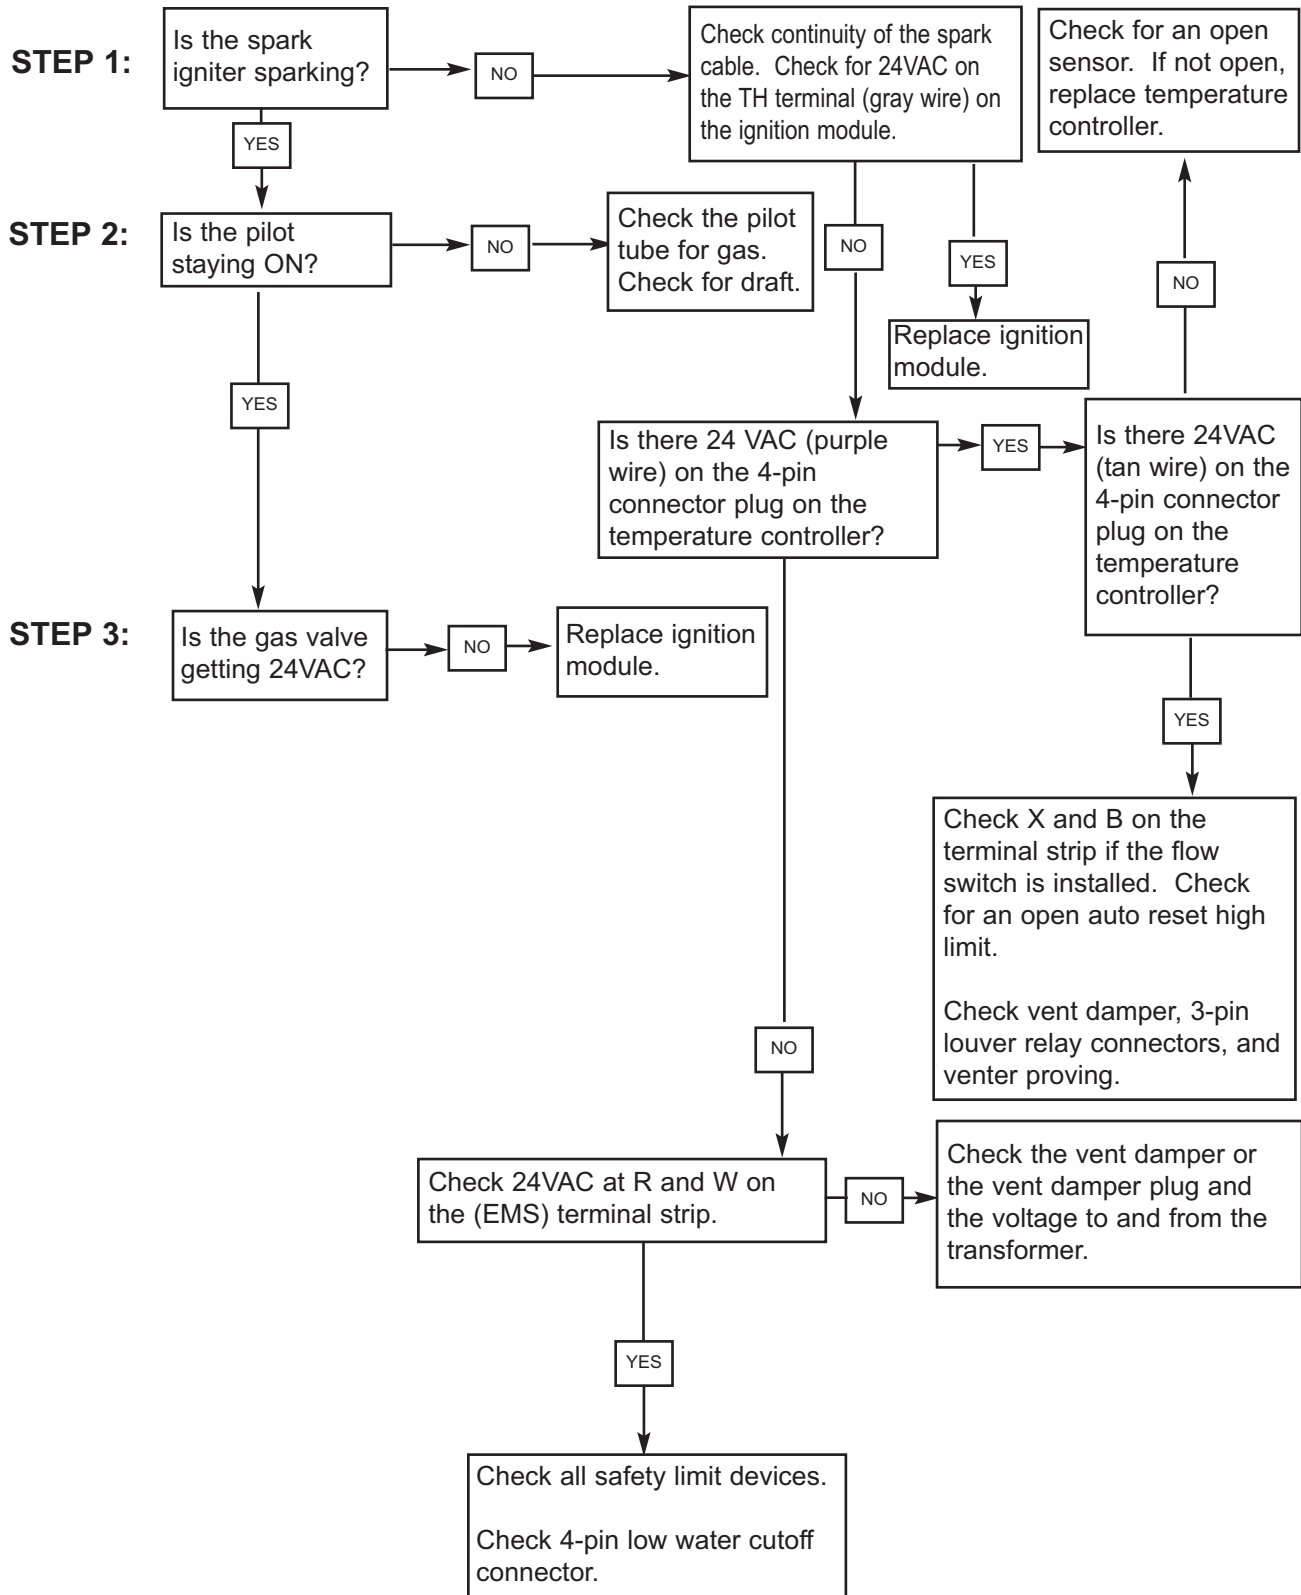 STEP 1:
Is the spark
igniter sparking?
NO
Check continuity of the spark
cable.  Check for 24VAC on
the TH terminal (gray wire) on
the ignition module.
Check for an open
sensor.  If not open,
replace temperature
controller.
YES
STEP 2:
Is the pilot
staying ON?
NO
Check the pilot
tube for gas.
Check for draft.
NO
YES
NO
Replace ignition
module.
YES
Is there 24 VAC (purple
wire) on the 4-pin
connector plug on the
temperature controller?
YES
Is there 24VAC
(tan wire) on the
4-pin connector
plug on the
temperature
controller?
STEP 3:
Is the gas valve
getting 24VAC?
NO
Replace ignition
module.
YES
Check X and B on the
terminal strip if the flow
switch is installed.  Check
for an open auto reset high
limit.
Check vent damper, 3-pin
louver relay connectors, and
venter proving.
NO
Check 24VAC at R and W on
the (EMS) terminal strip.
NO
Check the vent damper or
the vent damper plug and
the voltage to and from the
transformer.
YES
Check all safety limit devices.
Check 4-pin low water cutoff
connector.